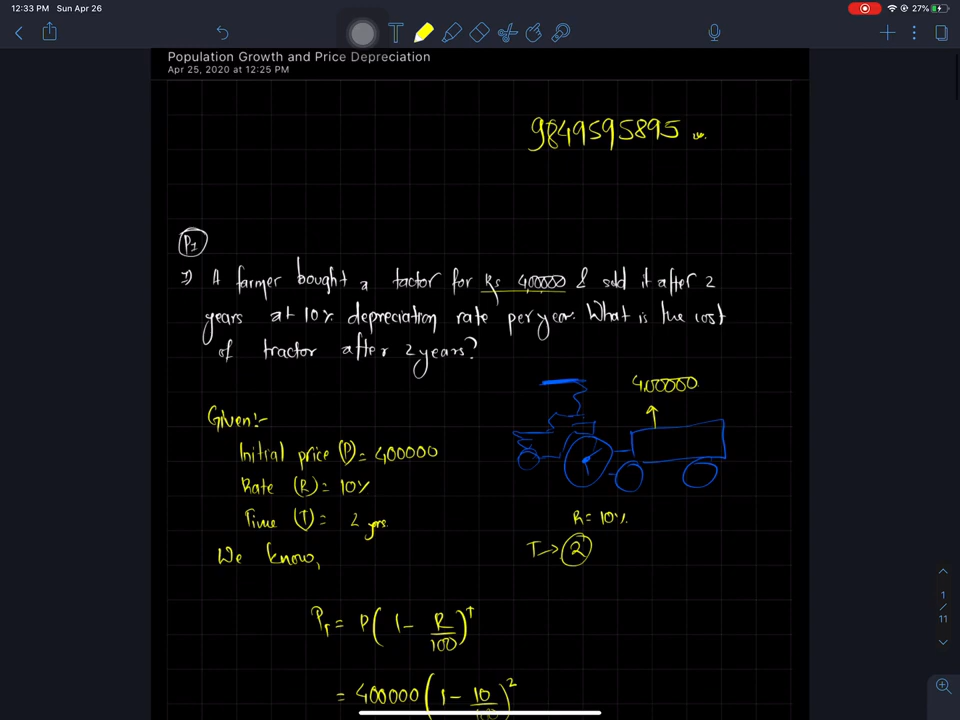 12:33 PM Sun Apr 26
27%
Population Growth and Price Depreciation
Apr 25, 2020 at 12:25 PM
9849595895
P1
1) A farmer bought a tactor for Rs 400000 & sold it after 2
years at 10% depreciation rate per year. What is the cost
of tractor after 2 years?
400000
Given:-
Initial price (P) = 400000
Rate (R) = 10%
Time (T) = 2 yrs.
R = 10%
T → 2
We know,
PT = P(1 - R/100)^T
= 400000(1 - 10/100)^2
1
/
11